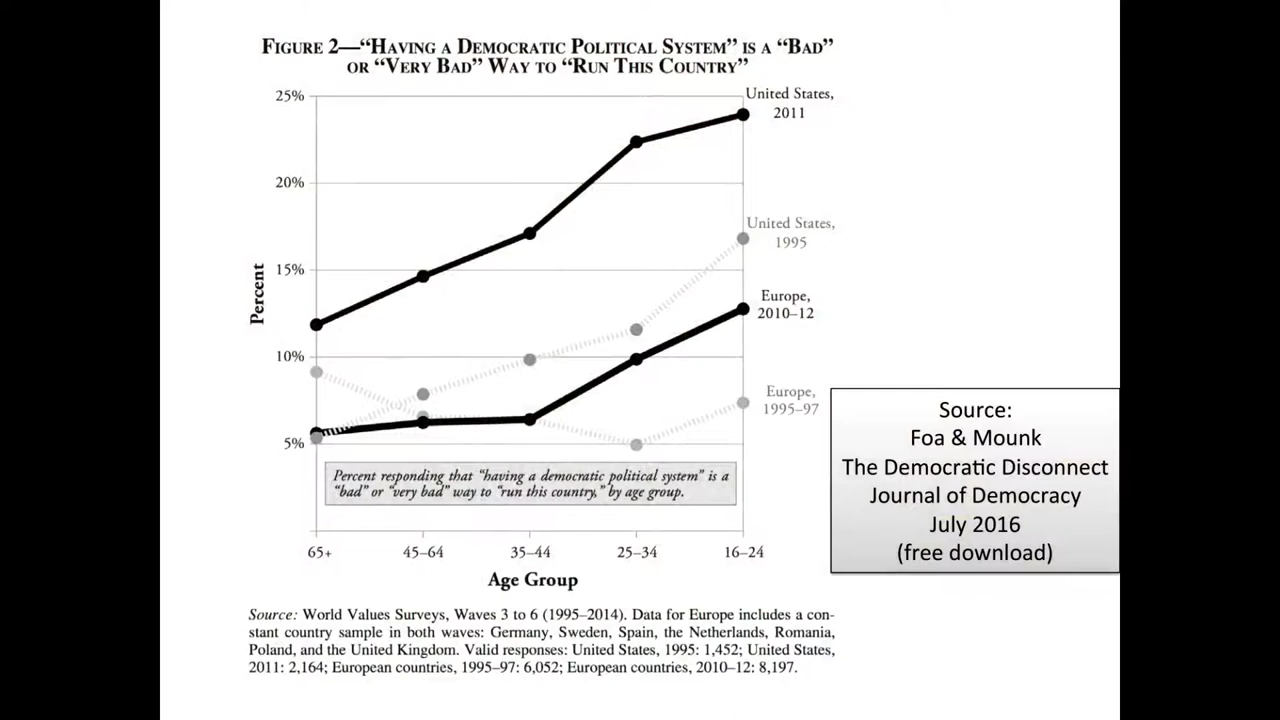 FIGURE 2—“HAVING A DEMOCRATIC POLITICAL SYSTEM” IS A “BAD”
OR “VERY BAD” WAY TO “RUN THIS COUNTRY”
25%
20%
15%
10%
5%
Percent
United States,
2011
United States,
1995
Europe,
2010–12
Europe,
1995–97
Percent responding that “having a democratic political system” is a
“bad” or “very bad” way to “run this country,” by age group.
65+
45–64
35–44
25–34
16–24
Age Group
Source: World Values Surveys, Waves 3 to 6 (1995–2014). Data for Europe includes a con-
stant country sample in both waves: Germany, Sweden, Spain, the Netherlands, Romania,
Poland, and the United Kingdom. Valid responses: United States, 1995: 1,452; United States,
2011: 2,164; European countries, 1995–97: 6,052; European countries, 2010–12: 8,197.
Source:
Foa & Mounk
The Democratic Disconnect
Journal of Democracy
July 2016
(free download)